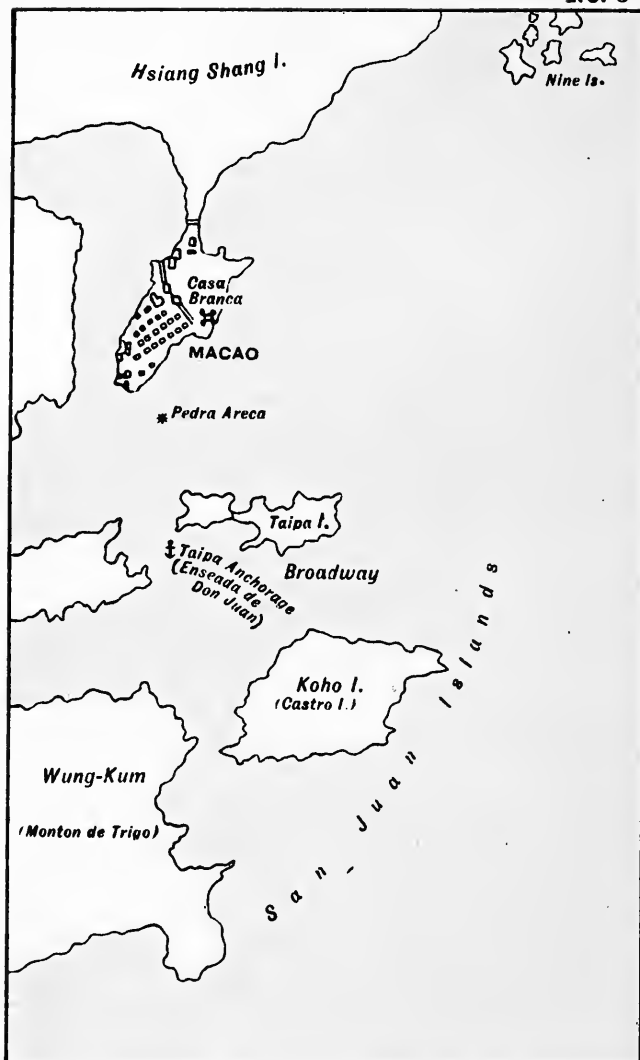 Hsiang Shang I.
Nine Is.
Casa
Branca
MACAO
Pedra Areca
Taipa I.
Taipa Anchorage
(Enseada de
Don Juan)
Broadway
Koho I.
(Castro I.)
Wung-Kum
(Monton de Trigo)
San Juan Islands